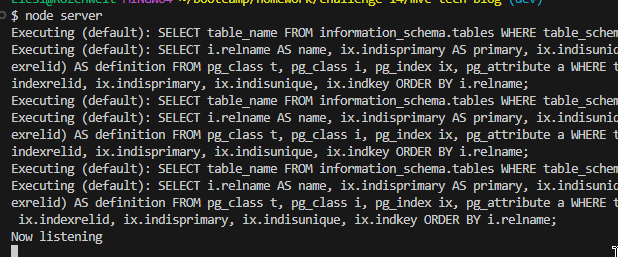 ~/Bootcamp/homework/challenge-14/mvc-tech-blog (dev)
$ node server
Executing (default): SELECT table_name FROM information_schema.tables WHERE table_schem
Executing (default): SELECT i.relname AS name, ix.indisprimary AS primary, ix.indisuniq
exrelid) AS definition FROM pg_class t, pg_class i, pg_index ix, pg_attribute a WHERE t
indexrelid, ix.indisprimary, ix.indisunique, ix.indkey ORDER BY i.relname;
Executing (default): SELECT table_name FROM information_schema.tables WHERE table_schem
Executing (default): SELECT i.relname AS name, ix.indisprimary AS primary, ix.indisuniq
exrelid) AS definition FROM pg_class t, pg_class i, pg_index ix, pg_attribute a WHERE t
indexrelid, ix.indisprimary, ix.indisunique, ix.indkey ORDER BY i.relname;
Executing (default): SELECT table_name FROM information_schema.tables WHERE table_schem
Executing (default): SELECT i.relname AS name, ix.indisprimary AS primary, ix.indisuniq
exrelid) AS definition FROM pg_class t, pg_class i, pg_index ix, pg_attribute a WHERE t
ix.indexrelid, ix.indisprimary, ix.indisunique, ix.indkey ORDER BY i.relname;
Now listening